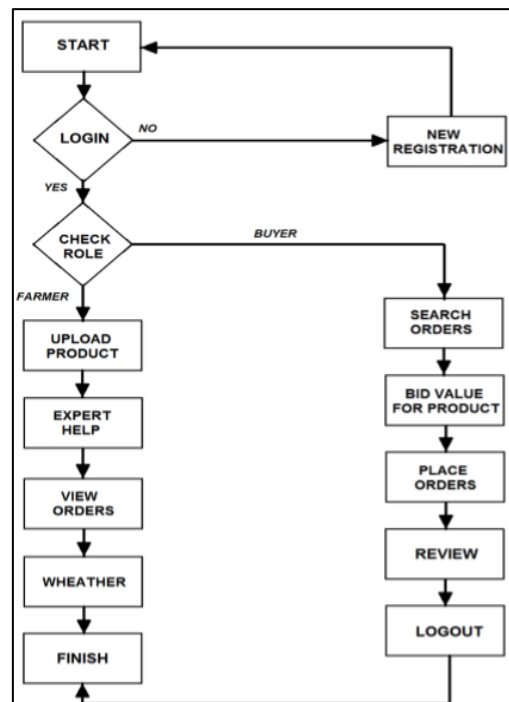 START
LOGIN
NO
NEW
REGISTRATION
YES
CHECK
ROLE
BUYER
FARMER
UPLOAD
PRODUCT
EXPERT
HELP
VIEW
ORDERS
WHEATHER
FINISH
SEARCH
ORDERS
BID VALUE
FOR PRODUCT
PLACE
ORDERS
REVIEW
LOGOUT